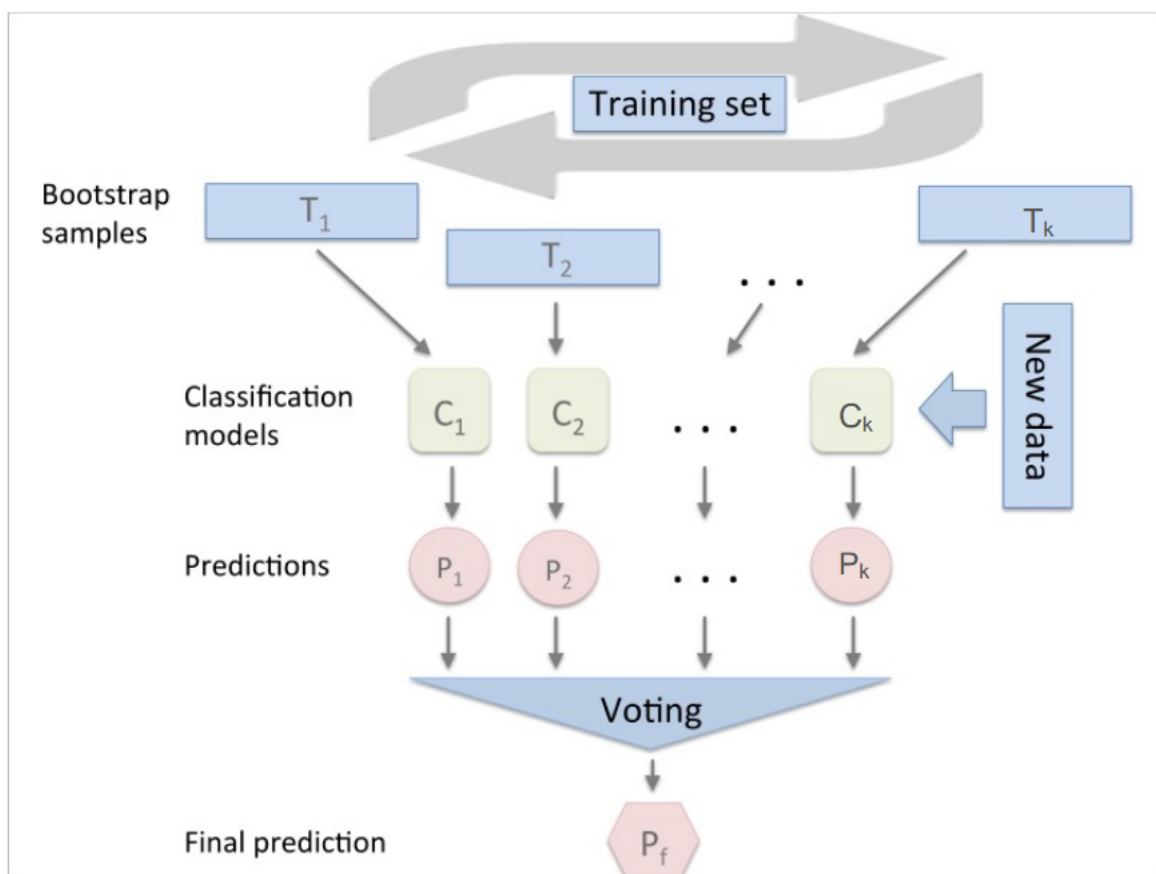 Training set
Bootstrap
samples
T₁
T₂
. . .
Tₖ
Classification
models
C₁
C₂
. . .
Cₖ
New data
Predictions
P₁
P₂
. . .
Pₖ
Voting
Final prediction
P_f